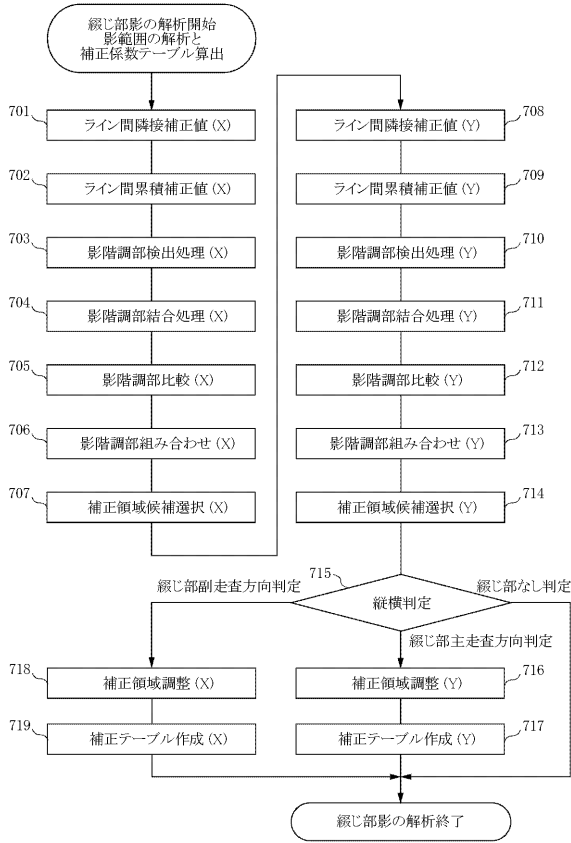 綴じ部影の解析開始
影範囲の解析と
補正係数テーブル算出
701
ライン間隣接補正値(X)
702
ライン間累積補正値(X)
703
影階調部検出処理(X)
704
影階調部結合処理(X)
705
影階調部比較(X)
706
影階調部組み合わせ(X)
707
補正領域候補選択(X)
708
ライン間隣接補正値(Y)
709
ライン間累積補正値(Y)
710
影階調部検出処理(Y)
711
影階調部結合処理(Y)
712
影階調部比較(Y)
713
影階調部組み合わせ(Y)
714
補正領域候補選択(Y)
715
縦横判定
綴じ部副走査方向判定
綴じ部なし判定
綴じ部主走査方向判定
718
補正領域調整(X)
719
補正テーブル作成(X)
716
補正領域調整(Y)
717
補正テーブル作成(Y)
綴じ部影の解析終了